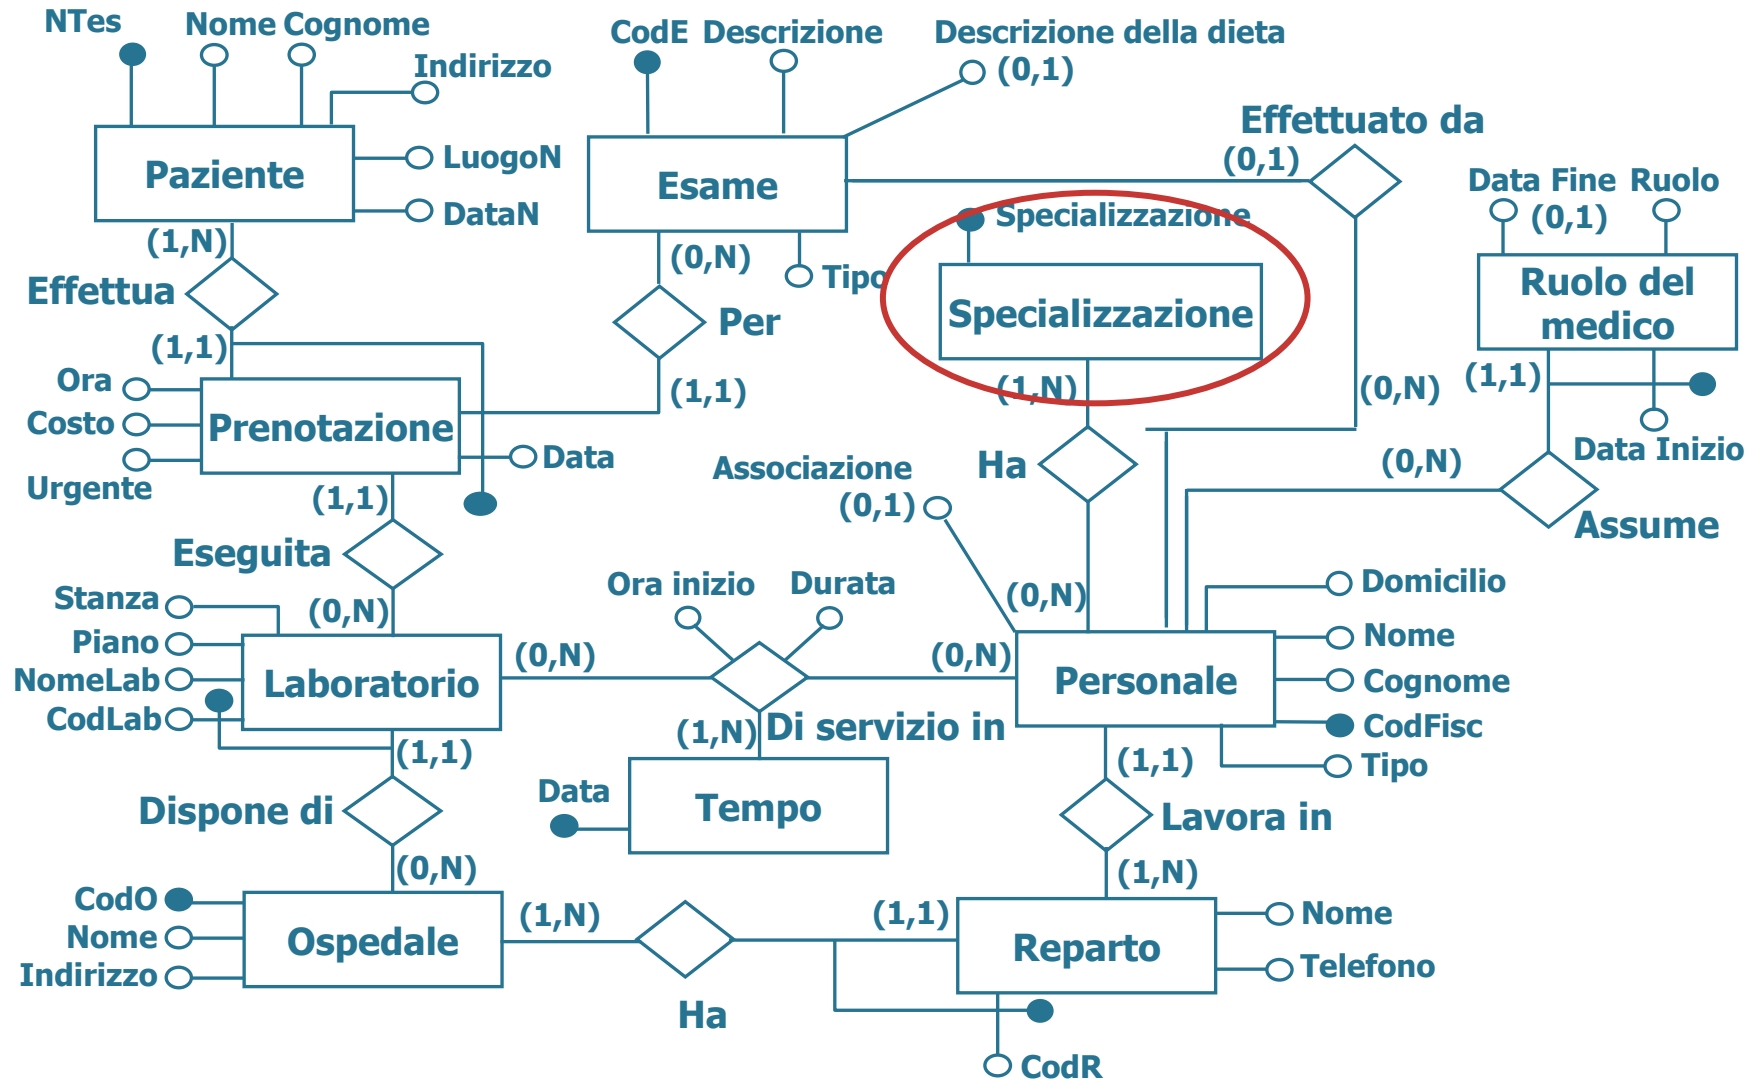 NTes
Nome Cognome
Indirizzo
Paziente
LuogoN
DataN
(1,N)
Effettua
(1,1)
CodE Descrizione
Descrizione della dieta
(0,1)
Esame
(0,N)
Tipo
Per
(1,1)
Effettuato da
(0,1)
(0,N)
Specializzazione
Specializzazione
(1,N)
Ha
(0,N)
Data Fine Ruolo
(0,1)
Ruolo del
medico
(1,1)
Data Inizio
(0,N)
Assume
Ora
Costo
Urgente
Prenotazione
Data
(1,1)
Eseguita
(0,N)
Associazione
(0,1)
Stanza
Piano
NomeLab
CodLab
Laboratorio
(0,N)
Ora inizio
Durata
(0,N)
(1,N)
Di servizio in
Personale
Domicilio
Nome
Cognome
CodFisc
Tipo
(1,1)
Dispone di
(0,N)
Data
Tempo
(1,1)
Lavora in
(1,N)
CodO
Nome
Indirizzo
Ospedale
(1,N)
Ha
(1,1)
Reparto
Nome
Telefono
CodR